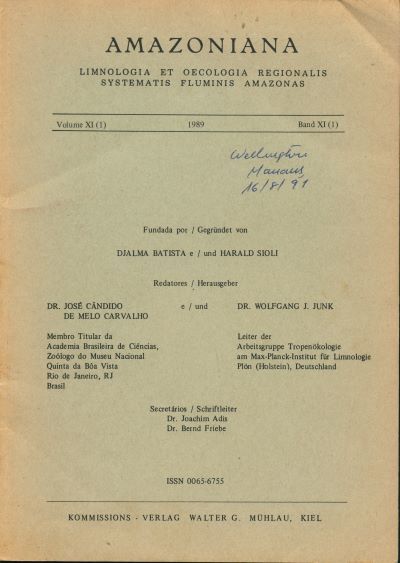 AMAZONIANA
LIMNOLOGIA ET OECOLOGIA REGIONALIS
SYSTEMATIS FLUMINIS AMAZONAS
Volume XI (1) 1989 Band XI (1)
Wellington
Manaus
16/8/91
Fundada por / Gegründet von
DJALMA BATISTA e / und HARALD SIOLI
Redatores / Herausgeber
DR. JOSÉ CÂNDIDO e / und DR. WOLFGANG J. JUNK
DE MELO CARVALHO
Membro Titular da Leiter der
Academia Brasileira de Ciências, Arbeitsgruppe Tropenökologie
Zoólogo do Museu Nacional am Max-Planck-Institut für Limnologie
Quinta da Bôa Vista Plön (Holstein), Deutschland
Rio de Janeiro, RJ
Brasil
Secretários / Schriftleiter
Dr. Joachim Adis
Dr. Bernd Friebe
ISSN 0065-6755
KOMMISSIONS - VERLAG WALTER G. MÜHLAU, KIEL